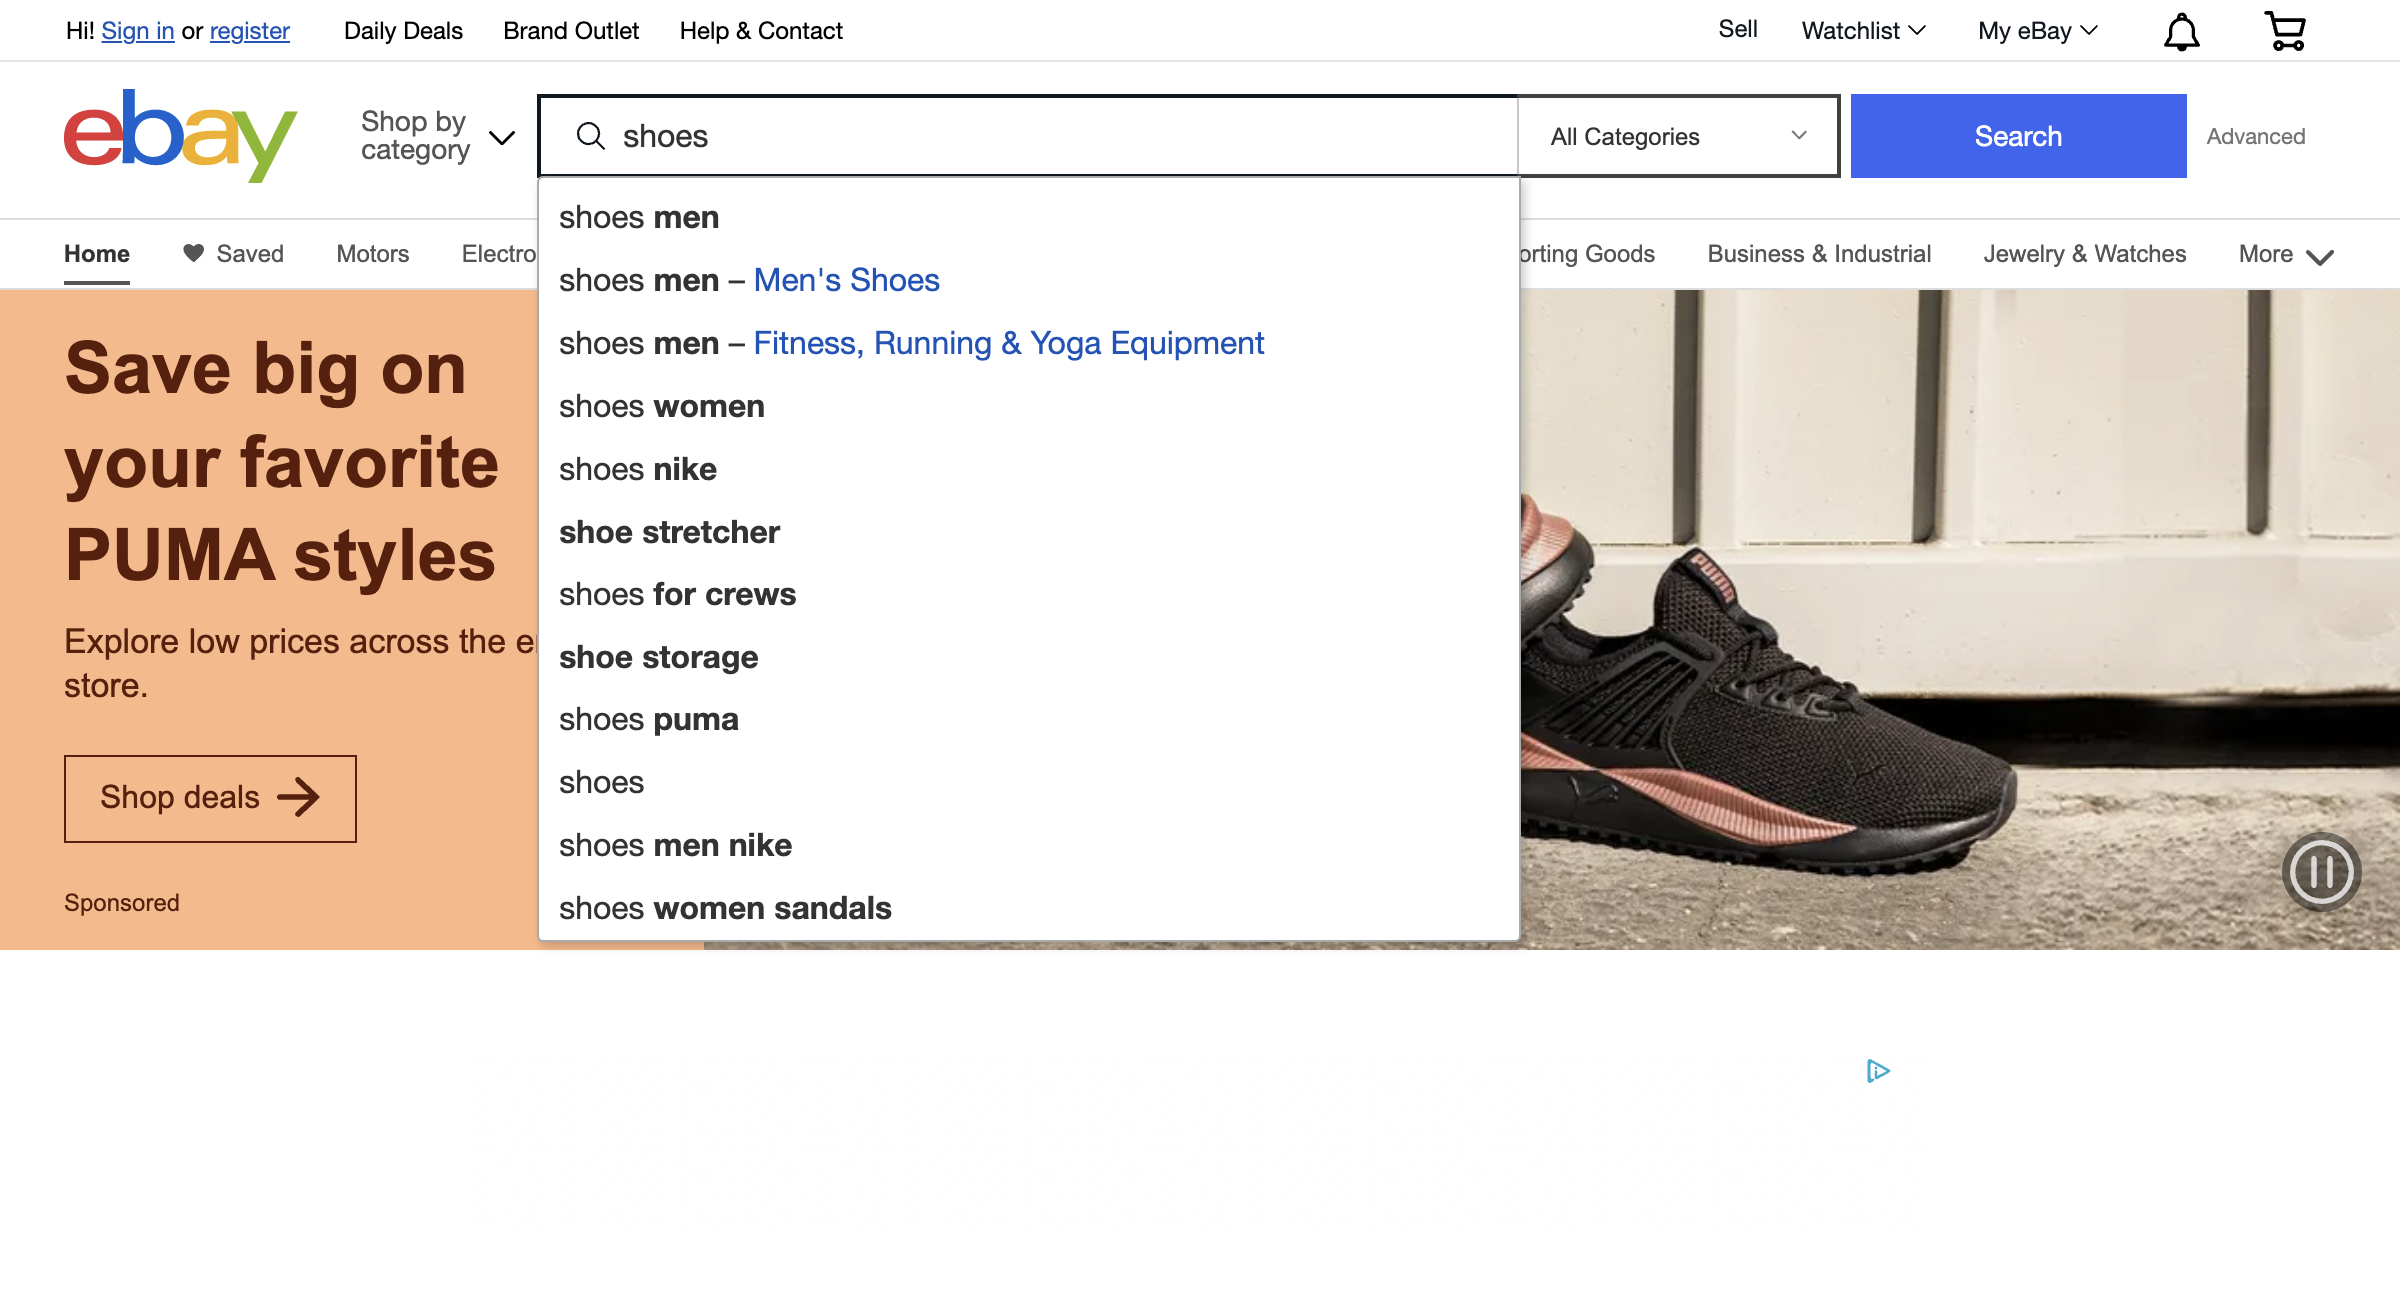 Hi! Sign in or register
Daily Deals
Brand Outlet
Help & Contact
Sell
Watchlist
My eBay
ebay
Shop by
category
shoes
All Categories
Search
Advanced
Home
Saved
Motors
Electro
orting Goods
Business & Industrial
Jewelry & Watches
More
shoes men
shoes men – Men's Shoes
shoes men – Fitness, Running & Yoga Equipment
shoes women
shoes nike
shoe stretcher
shoes for crews
shoe storage
shoes puma
shoes
shoes men nike
shoes women sandals
Save big on
your favorite
PUMA styles
Explore low prices across the e
store.
Shop deals
Sponsored
PUMA